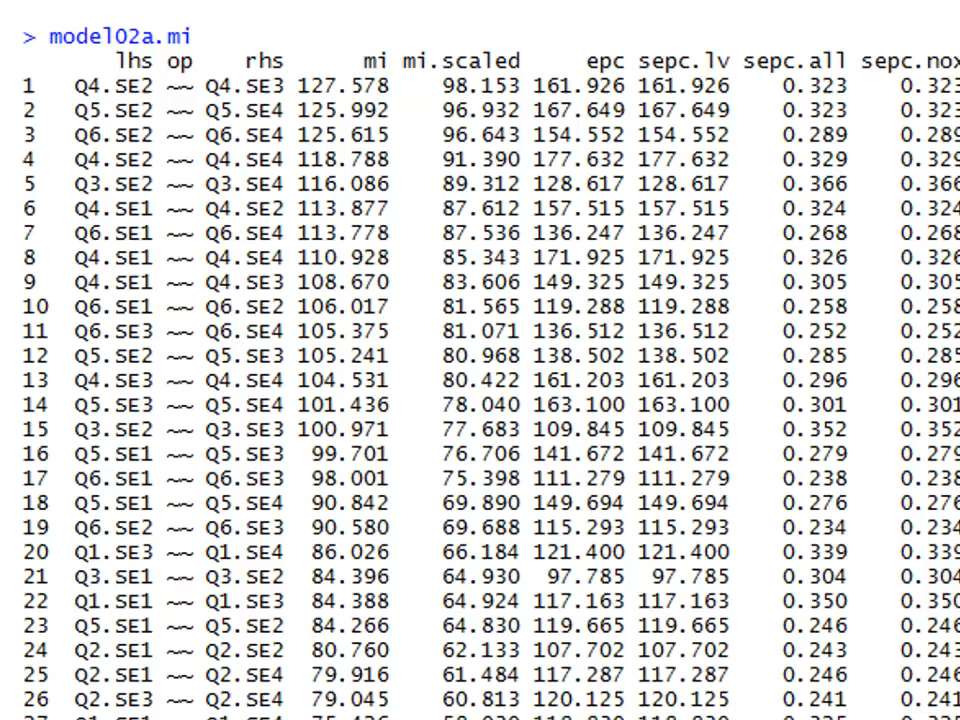 > model02a.mi
lhs op rhs mi mi.scaled epc sepc.lv sepc.all sepc.nox
1 Q4.SE2 ~~ Q4.SE3 127.578 98.153 161.926 161.926 0.323 0.323
2 Q5.SE2 ~~ Q5.SE4 125.992 96.932 167.649 167.649 0.323 0.323
3 Q6.SE2 ~~ Q6.SE4 125.615 96.643 154.552 154.552 0.289 0.289
4 Q4.SE2 ~~ Q4.SE4 118.788 91.390 177.632 177.632 0.329 0.329
5 Q3.SE2 ~~ Q3.SE4 116.086 89.312 128.617 128.617 0.366 0.366
6 Q4.SE1 ~~ Q4.SE2 113.877 87.612 157.515 157.515 0.324 0.324
7 Q6.SE1 ~~ Q6.SE4 113.778 87.536 136.247 136.247 0.268 0.268
8 Q4.SE1 ~~ Q4.SE4 110.928 85.343 171.925 171.925 0.326 0.326
9 Q4.SE1 ~~ Q4.SE3 108.670 83.606 149.325 149.325 0.305 0.305
10 Q6.SE1 ~~ Q6.SE2 106.017 81.565 119.288 119.288 0.258 0.258
11 Q6.SE3 ~~ Q6.SE4 105.375 81.071 136.512 136.512 0.252 0.252
12 Q5.SE2 ~~ Q5.SE3 105.241 80.968 138.502 138.502 0.285 0.285
13 Q4.SE3 ~~ Q4.SE4 104.531 80.422 161.203 161.203 0.296 0.296
14 Q5.SE3 ~~ Q5.SE4 101.436 78.040 163.100 163.100 0.301 0.301
15 Q3.SE2 ~~ Q3.SE3 100.971 77.683 109.845 109.845 0.352 0.352
16 Q5.SE1 ~~ Q5.SE3 99.701 76.706 141.672 141.672 0.279 0.279
17 Q6.SE1 ~~ Q6.SE3 98.001 75.398 111.279 111.279 0.238 0.238
18 Q5.SE1 ~~ Q5.SE4 90.842 69.890 149.694 149.694 0.276 0.276
19 Q6.SE2 ~~ Q6.SE3 90.580 69.688 115.293 115.293 0.234 0.234
20 Q1.SE3 ~~ Q1.SE4 86.026 66.184 121.400 121.400 0.339 0.339
21 Q3.SE1 ~~ Q3.SE2 84.396 64.930 97.785 97.785 0.304 0.304
22 Q1.SE1 ~~ Q1.SE3 84.388 64.924 117.163 117.163 0.350 0.350
23 Q5.SE1 ~~ Q5.SE2 84.266 64.830 119.665 119.665 0.246 0.246
24 Q2.SE1 ~~ Q2.SE2 80.760 62.133 107.702 107.702 0.243 0.243
25 Q2.SE1 ~~ Q2.SE4 79.916 61.484 117.287 117.287 0.246 0.246
26 Q2.SE3 ~~ Q2.SE4 79.045 60.813 120.125 120.125 0.241 0.241